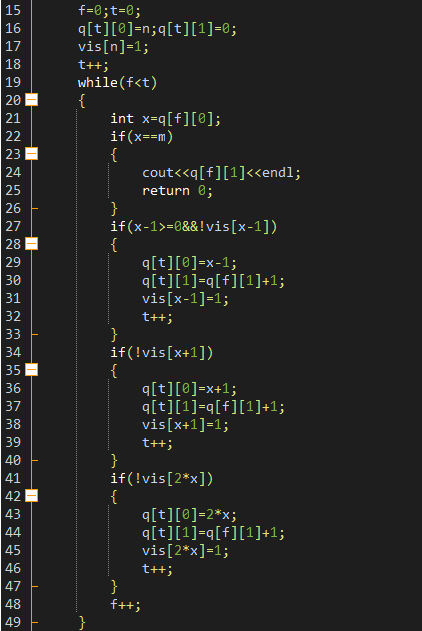 15 f=0;t=0;
16 q[t][0]=n;q[t][1]=0;
17 vis[n]=1;
18 t++;
19 while(f<t)
20 {
21 int x=q[f][0];
22 if(x==m)
23 {
24 cout<<q[f][1]<<endl;
25 return 0;
26 }
27 if(x-1>=0&&!vis[x-1])
28 {
29 q[t][0]=x-1;
30 q[t][1]=q[f][1]+1;
31 vis[x-1]=1;
32 t++;
33 }
34 if(!vis[x+1])
35 {
36 q[t][0]=x+1;
37 q[t][1]=q[f][1]+1;
38 vis[x+1]=1;
39 t++;
40 }
41 if(!vis[2*x])
42 {
43 q[t][0]=2*x;
44 q[t][1]=q[f][1]+1;
45 vis[2*x]=1;
46 t++;
47 }
48 f++;
49 }